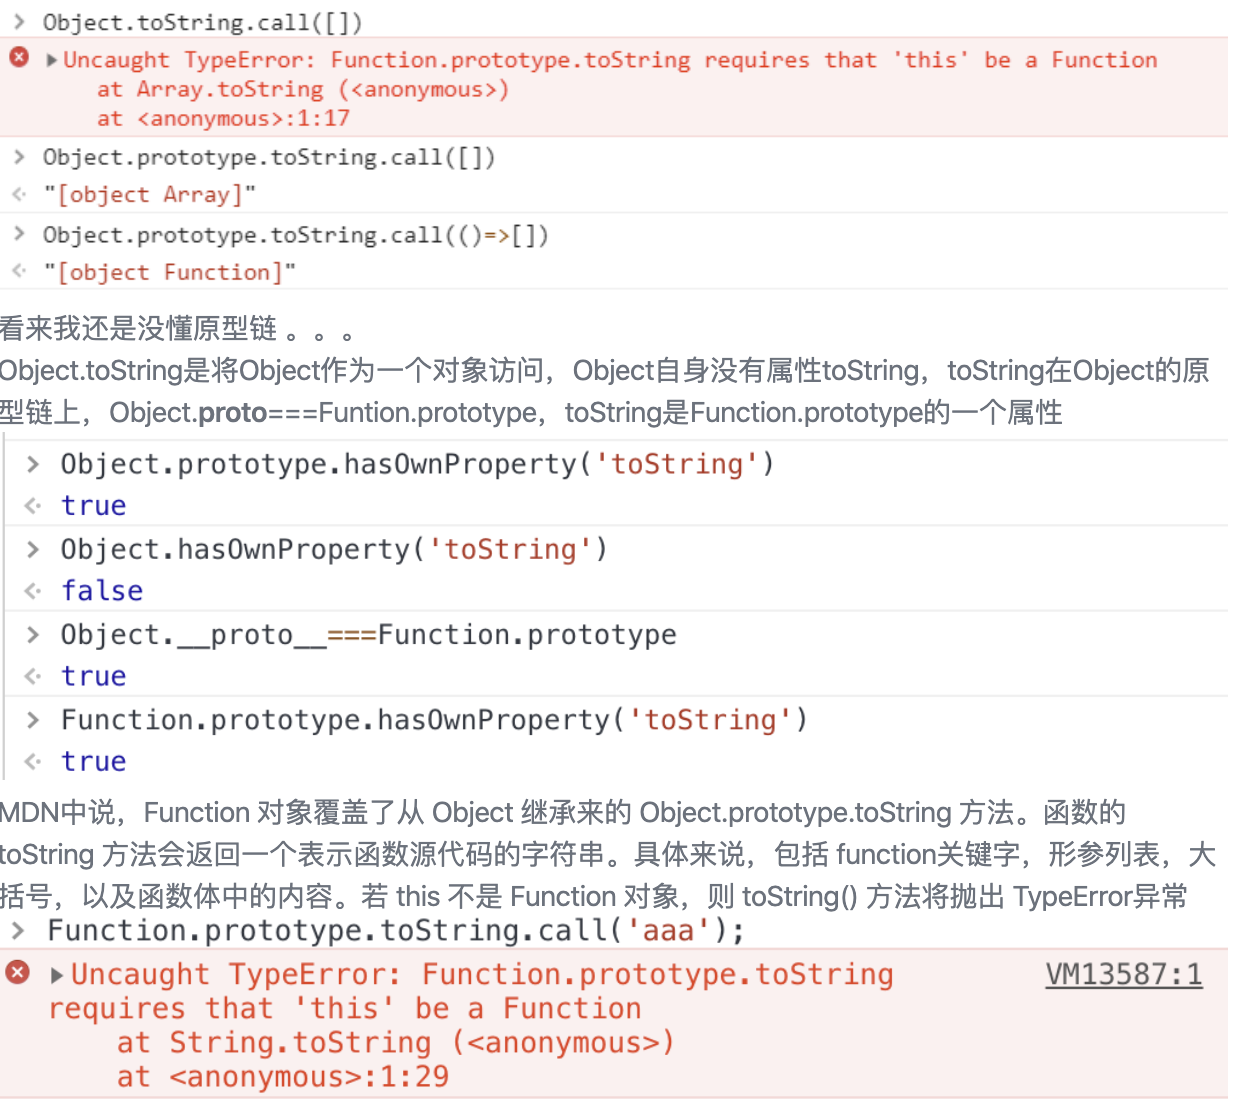 > Object.toString.call([])
▶Uncaught TypeError: Function.prototype.toString requires that 'this' be a Function
at Array.toString (<anonymous>)
at <anonymous>:1:17
> Object.prototype.toString.call([])
"[object Array]"
> Object.prototype.toString.call(()=>[])
"[object Function]"
看来我还是没懂原型链 。。。
Object.toString是将Object作为一个对象访问，Object自身没有属性toString，toString在Object的原
型链上，Object.proto===Funtion.prototype，toString是Function.prototype的一个属性
> Object.prototype.hasOwnProperty('toString')
true
> Object.hasOwnProperty('toString')
false
> Object.__proto__===Function.prototype
true
> Function.prototype.hasOwnProperty('toString')
true
MDN中说，Function 对象覆盖了从 Object 继承来的 Object.prototype.toString 方法。函数的
toString 方法会返回一个表示函数源代码的字符串。具体来说，包括 function关键字，形参列表，大
括号，以及函数体中的内容。若 this 不是 Function 对象，则 toString() 方法将抛出 TypeError异常
> Function.prototype.toString.call('aaa');
▶Uncaught TypeError: Function.prototype.toString VM13587:1
requires that 'this' be a Function
at String.toString (<anonymous>)
at <anonymous>:1:29